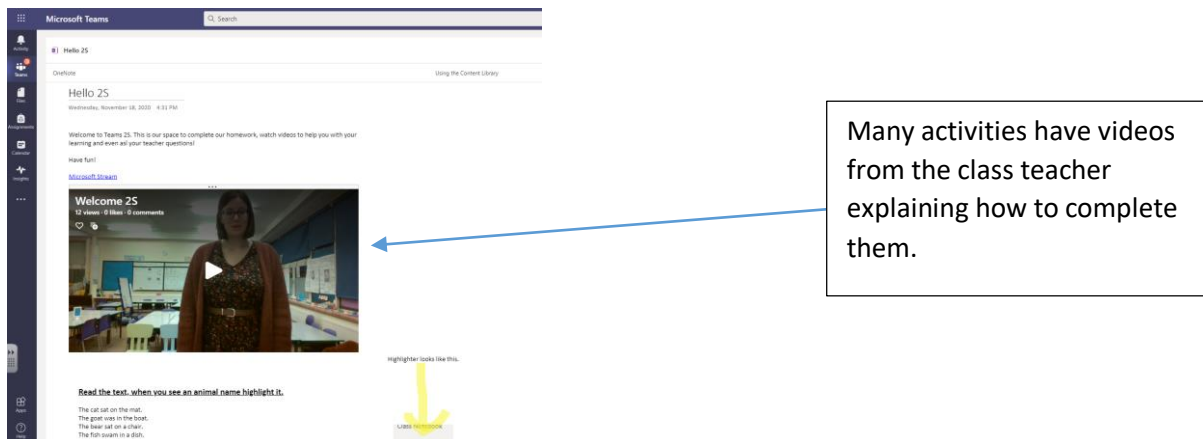 Microsoft Teams
Search
Activity
Hello 2S
Teams
OneNote
Using the Content Library
Files
Hello 2S
Wednesday, November 18, 2020 4:31 PM
Assignments
Welcome to Teams 2S. This is our space to complete our homework, watch videos to help you with your
learning and even asl your teacher questions!
Calendar
Have fun!
Insights
Microsoft Stream
Welcome 2S
12 views · 0 likes · 0 comments
Many activities have videos
from the class teacher
explaining how to complete
them.
Highlighter looks like this.
Read the text, when you see an animal name highlight it.
Apps
The cat sat on the mat.
The goat was in the boat.
The bear sat on a chair.
The fish swam in a dish.
Class Notebook
Help